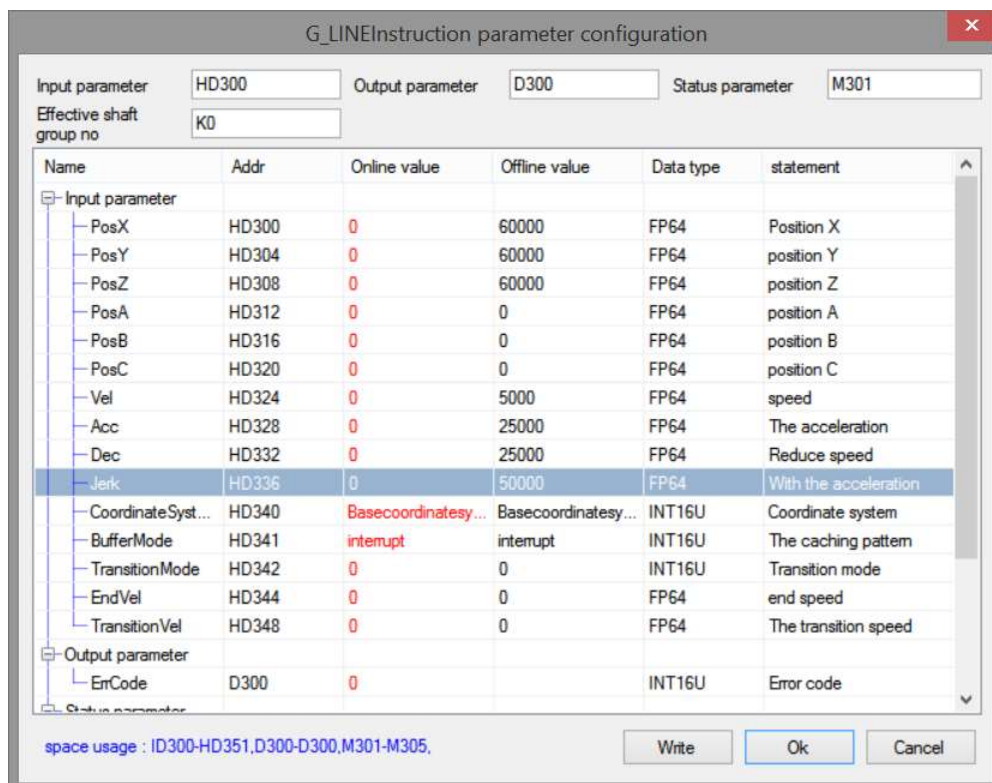 G_LINEInstruction parameter configuration
Input parameter HD300 Output parameter D300 Status parameter M301
Effective shaft
group no K0
Name Addr Online value Offline value Data type statement
Input parameter
PosX HD300 0 60000 FP64 Position X
PosY HD304 0 60000 FP64 position Y
PosZ HD308 0 60000 FP64 position Z
PosA HD312 0 0 FP64 position A
PosB HD316 0 0 FP64 position B
PosC HD320 0 0 FP64 position C
Vel HD324 0 5000 FP64 speed
Acc HD328 0 25000 FP64 The acceleration
Dec HD332 0 25000 FP64 Reduce speed
Jerk HD336 0 50000 FP64 With the acceleration
CoordinateSyst... HD340 Basecoordinatesy... Basecoordinatesy... INT16U Coordinate system
BufferMode HD341 interrupt interrupt INT16U The caching pattern
TransitionMode HD342 0 0 INT16U Transition mode
EndVel HD344 0 0 FP64 end speed
TransitionVel HD348 0 0 FP64 The transition speed
Output parameter
ErrCode D300 0 INT16U Error code
Status parameter
space usage : ID300-HD351,D300-D300,M301-M305,
Write Ok Cancel